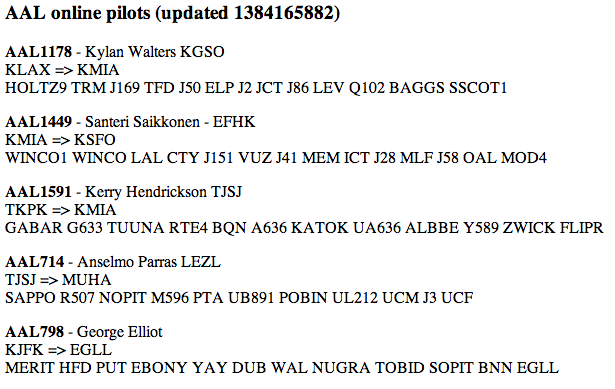 AAL online pilots (updated 1384165882)
AAL1178 - Kylan Walters KGSO
KLAX => KMIA
HOLTZ9 TRM J169 TFD J50 ELP J2 JCT J86 LEV Q102 BAGGS SSCOT1
AAL1449 - Santeri Saikkonen - EFHK
KMIA => KSFO
WINCO1 WINCO LAL CTY J151 VUZ J41 MEM ICT J28 MLF J58 OAL MOD4
AAL1591 - Kerry Hendrickson TJSJ
TKPK => KMIA
GABAR G633 TUUNA RTE4 BQN A636 KATOK UA636 ALBBE Y589 ZWICK FLIPR
AAL714 - Anselmo Parras LEZL
TJSJ => MUHA
SAPPO R507 NOPIT M596 PTA UB891 POBIN UL212 UCM J3 UCF
AAL798 - George Elliot
KJFK => EGLL
MERIT HFD PUT EBONY YAY DUB WAL NUGRA TOBID SOPIT BNN EGLL